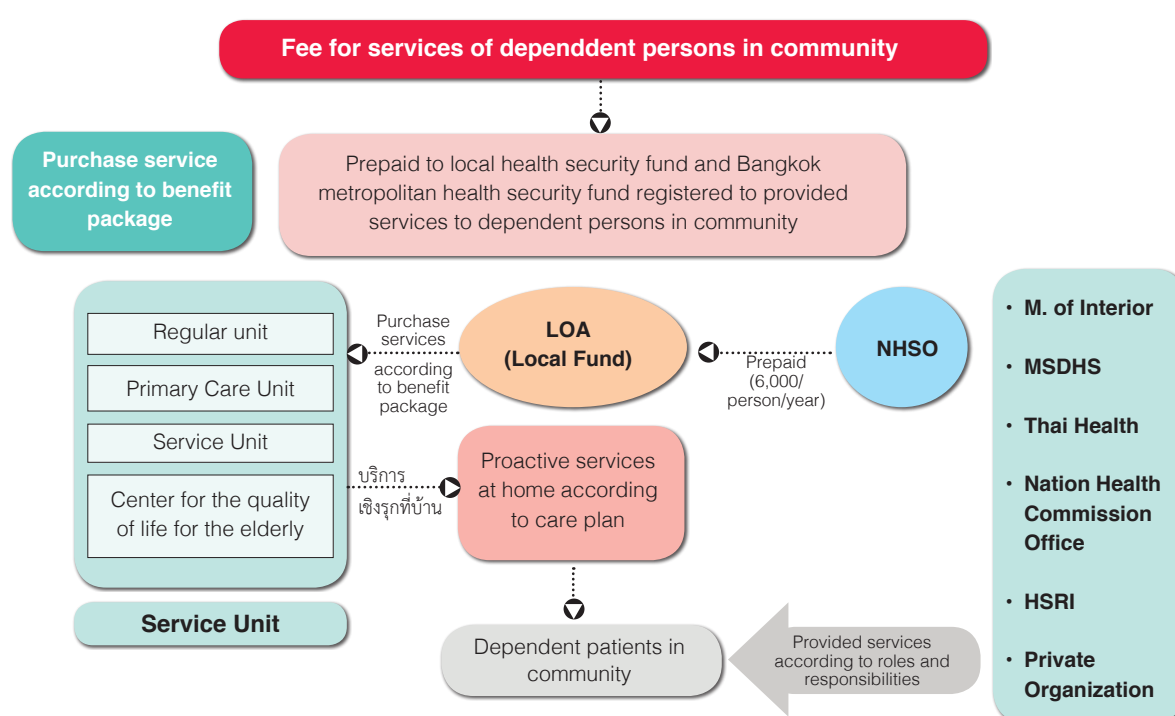 Fee for services of dependdent persons in community
Purchase service
according to benefit
package
Prepaid to local health security fund and Bangkok
metropolitan health security fund registered to provided
services to dependent persons in community
Regular unit
Primary Care Unit
Service Unit
Center for the quality
of life for the elderly
Service Unit
Purchase
services
according
to benefit
package
LOA
(Local Fund)
Prepaid
(6,000/
person/year)
NHSO
บริการ
เชิงรุกที่บ้าน
Proactive services
at home according
to care plan
Dependent patients in
community
Provided services
according to roles and
responsibilities
• M. of Interior
• MSDHS
• Thai Health
• Nation Health
Commission
Office
• HSRI
• Private
Organization